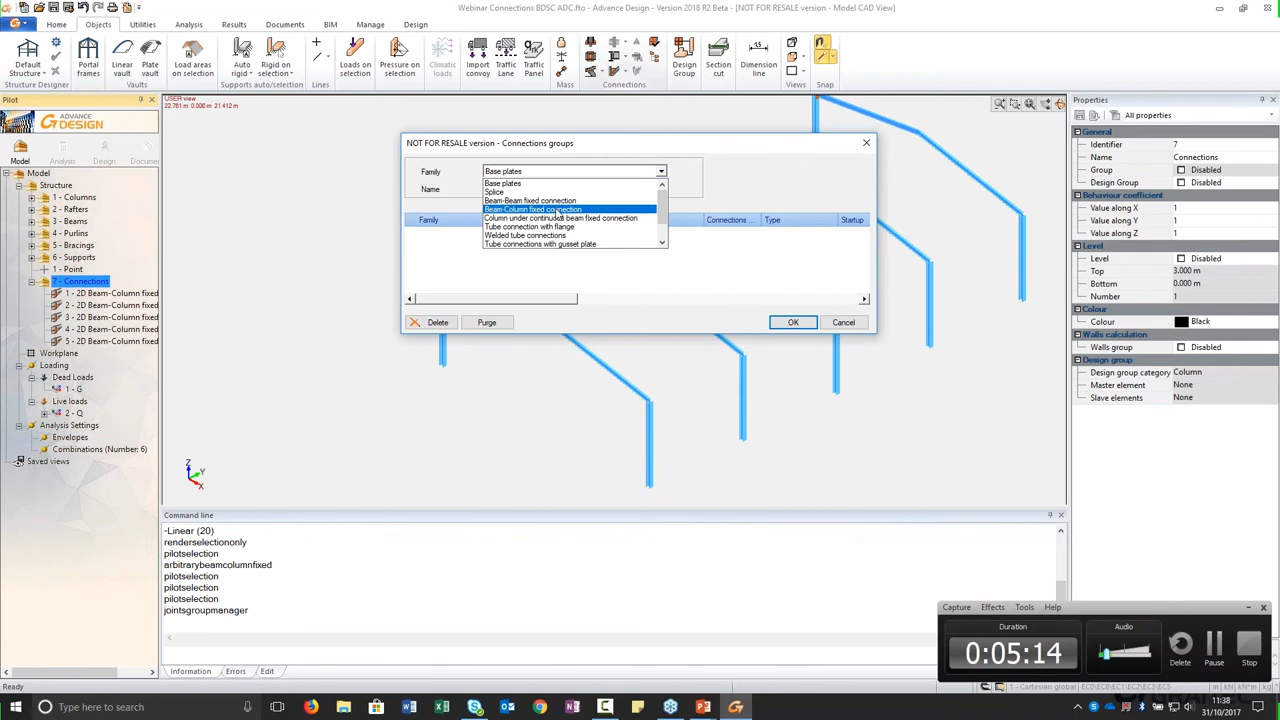 Webinar Connections BDSC ADC.fto - Advance Design - Version 2018 R2 Beta - [NOT FOR RESALE version - Model CAD View]
Home Objects Utilities Analysis Results Documents BIM Manage Design
Default Structure
Portal frames
Linear vault
Plate vault
Load areas on selection
Auto rigid
Rigid on selection
Loads on selection
Pressure on selection
Climatic loads
Import convoy
Traffic Lane
Traffic Panel
Design Group
Section cut
Dimension line
Structure Designer Vaults Supports auto/selection Lines Mass Connections Views Snap
Pilot
ADVANCE DESIGN
Model Analysis Design
Model
Structure
1 - Columns
2 - Rafters
3 - Beams
4 - Purlins
5 - Bracings
6 - Supports
1 - Point
7 - Connections
1 - 2D Beam-Column fixed
2 - 2D Beam-Column fixed
3 - 2D Beam-Column fixed
4 - 2D Beam-Column fixed
5 - 2D Beam-Column fixed
Workplane
Loading
Dead Loads
1 - G
Live loads
2 - Q
Analysis Settings
Envelopes
Combinations (Number: 6)
Saved views
USER view
22.781 m 0.000 m 21.412 m
NOT FOR RESALE version - Connections groups
Family Base plates
Name
Base plates
Splice
Beam-Beam fixed connection
Beam-Column fixed connection
Column under continuous beam fixed connection
Tube connection with flange
Welded tube connections
Tube connections with gusset plate
Family Connections ... Type Startup
Delete Purge OK Cancel
Z
Y
X
Properties
All properties
General
Identifier 7
Name Connections
Group Disabled
Design Group Disabled
Behaviour coefficient
Value along X 1
Value along Y 1
Value along Z 1
Level
Level Disabled
Top 3.000 m
Bottom 0.000 m
Number 1
Colour
Colour Black
Walls calculation
Walls group Disabled
Design group
Design group category Column
Master element None
Slave elements None
Command line
-Linear (20)
renderselectiononly
pilotselection
arbitrarybeamcolumnfixed
pilotselection
pilotselection
pilotselection
jointsgroupmanager
Information Errors Edit
Capture Effects Tools Help
Duration Audio
0:05:14
Delete Pause Stop
Ready
1 - Cartesian global
Type here to search
11:38
31/10/2017